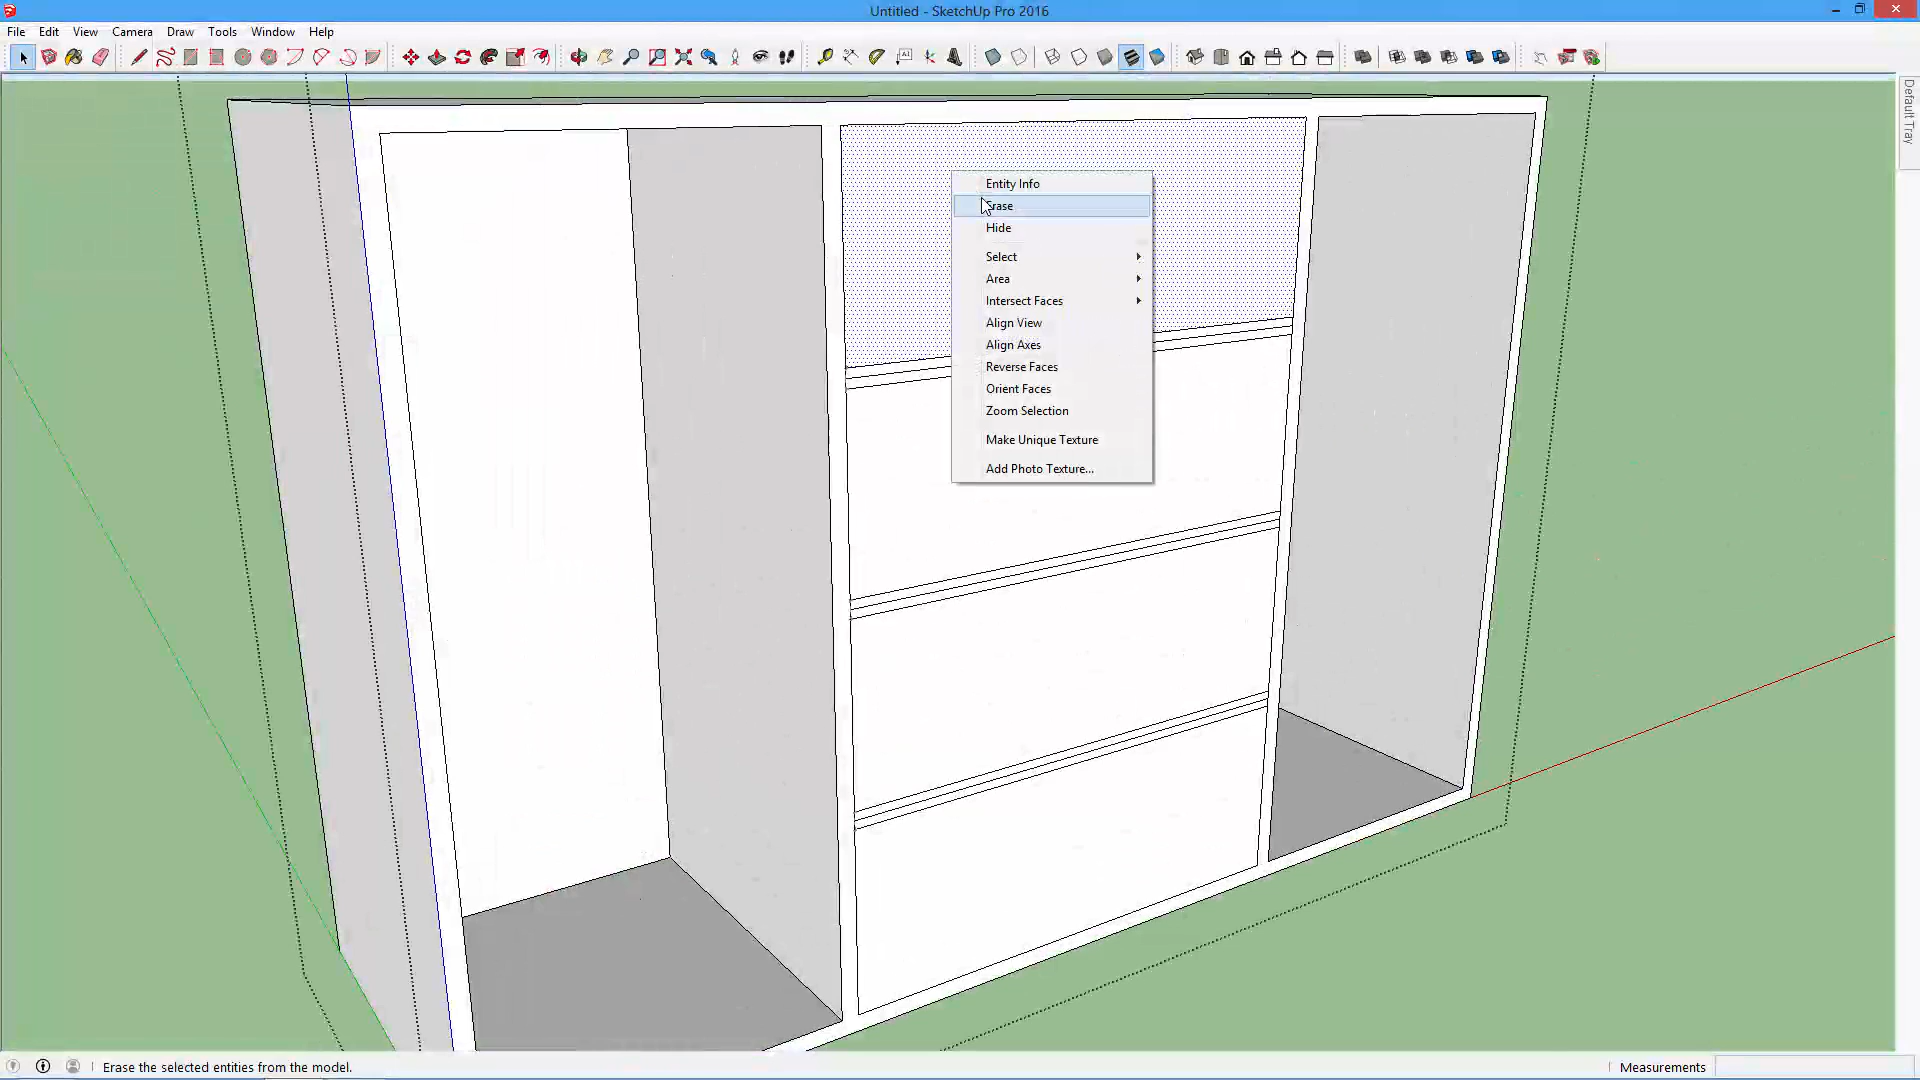 Untitled - SketchUp Pro 2016
File Edit View Camera Draw Tools Window Help
Default Tray
Entity Info
Erase
Hide
Select
Area
Intersect Faces
Align View
Align Axes
Reverse Faces
Orient Faces
Zoom Selection
Make Unique Texture
Add Photo Texture...
Erase the selected entities from the model.
Measurements